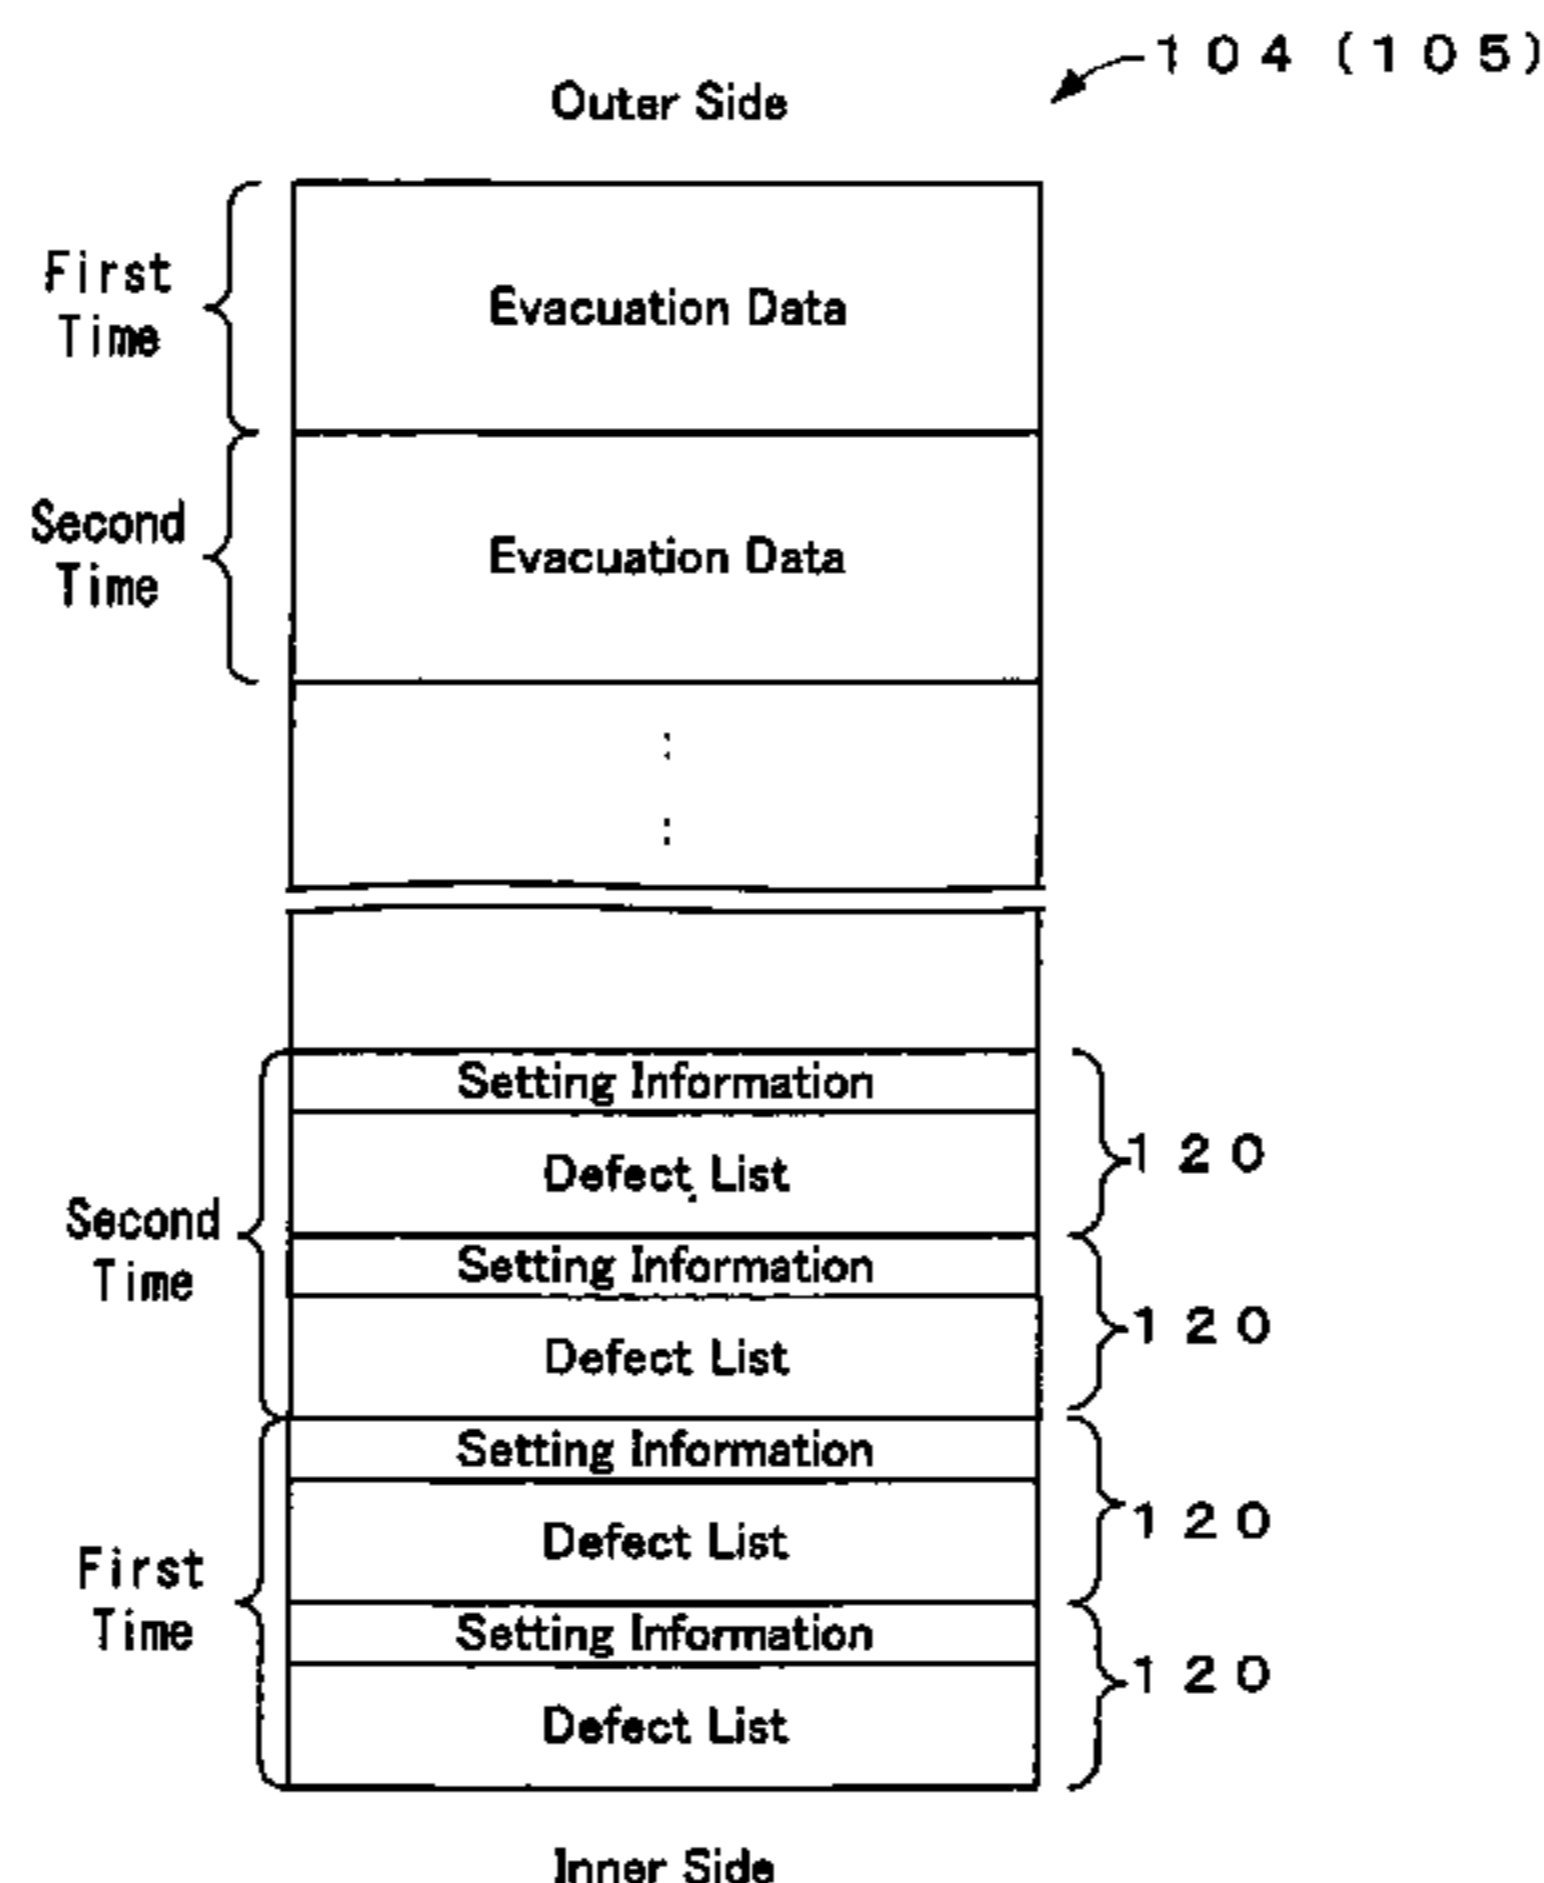 104 (105)
Outer Side
First
Time
Evacuation Data
Second
Time
Evacuation Data
Setting Information
Defect List
120
Second
Time
Setting Information
Defect List
120
Setting Information
Defect List
120
First
Time
Setting Information
Defect List
120
Inner Side